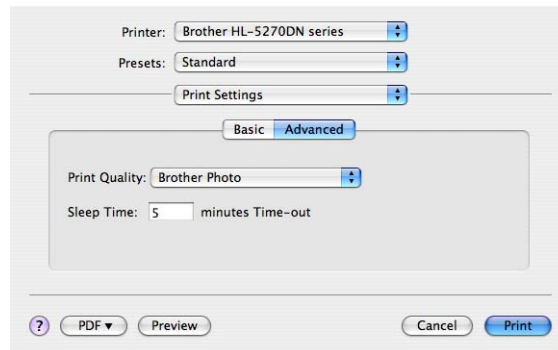 Printer: Brother HL-5270DN series
Presets: Standard
Print Settings
Basic Advanced
Print Quality: Brother Photo
Sleep Time: 5 minutes Time-out
? PDF ▼ Preview Cancel Print